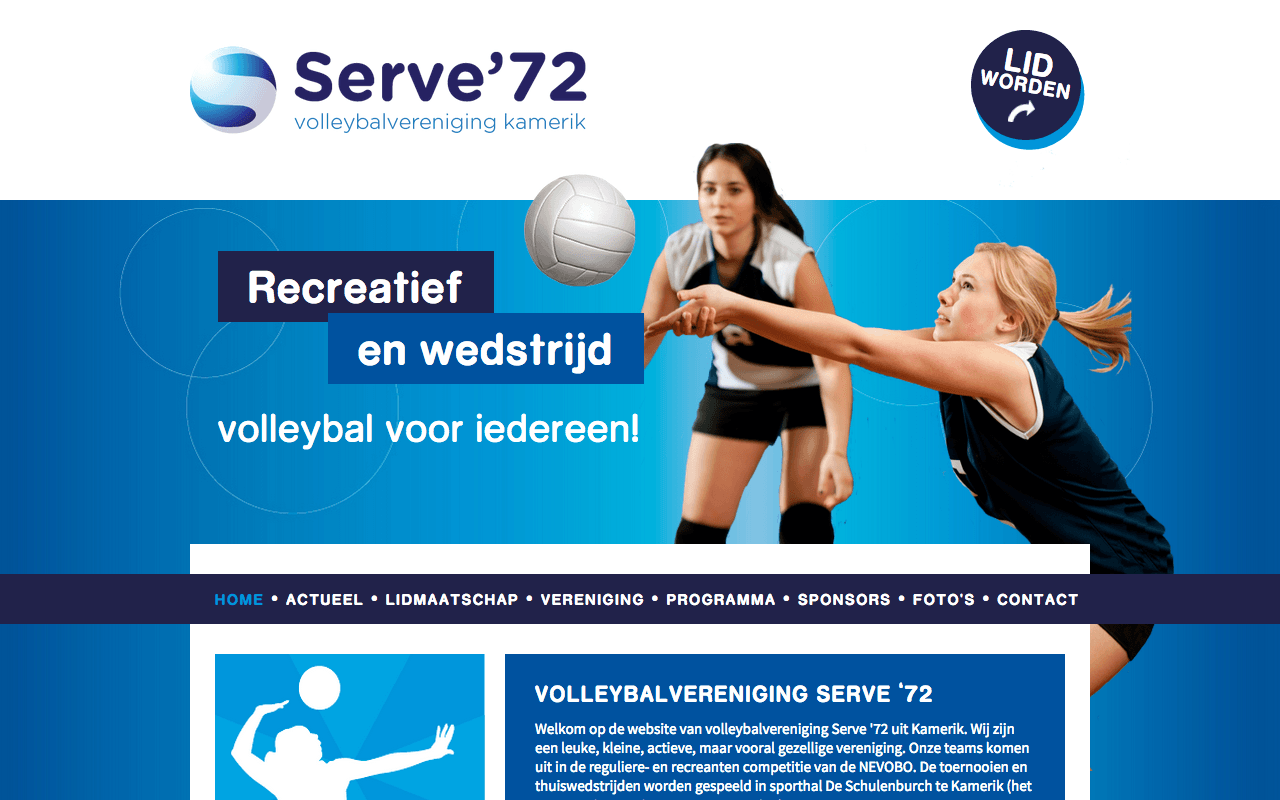 Serve’72
volleybalvereniging kamerik
LID
WORDEN
Recreatief
en wedstrijd
volleybal voor iedereen!
HOME • ACTUEEL • LIDMAATSCHAP • VERENIGING • PROGRAMMA • SPONSORS • FOTO'S • CONTACT
VOLLEYBALVERENIGING SERVE ‘72
Welkom op de website van volleybalvereniging Serve '72 uit Kamerik. Wij zijn
een leuke, kleine, actieve, maar vooral gezellige vereniging. Onze teams komen
uit in de reguliere- en recreanten competitie van de NEVOBO. De toernooien en
thuiswedstrijden worden gespeeld in sporthal De Schulenburch te Kamerik (het